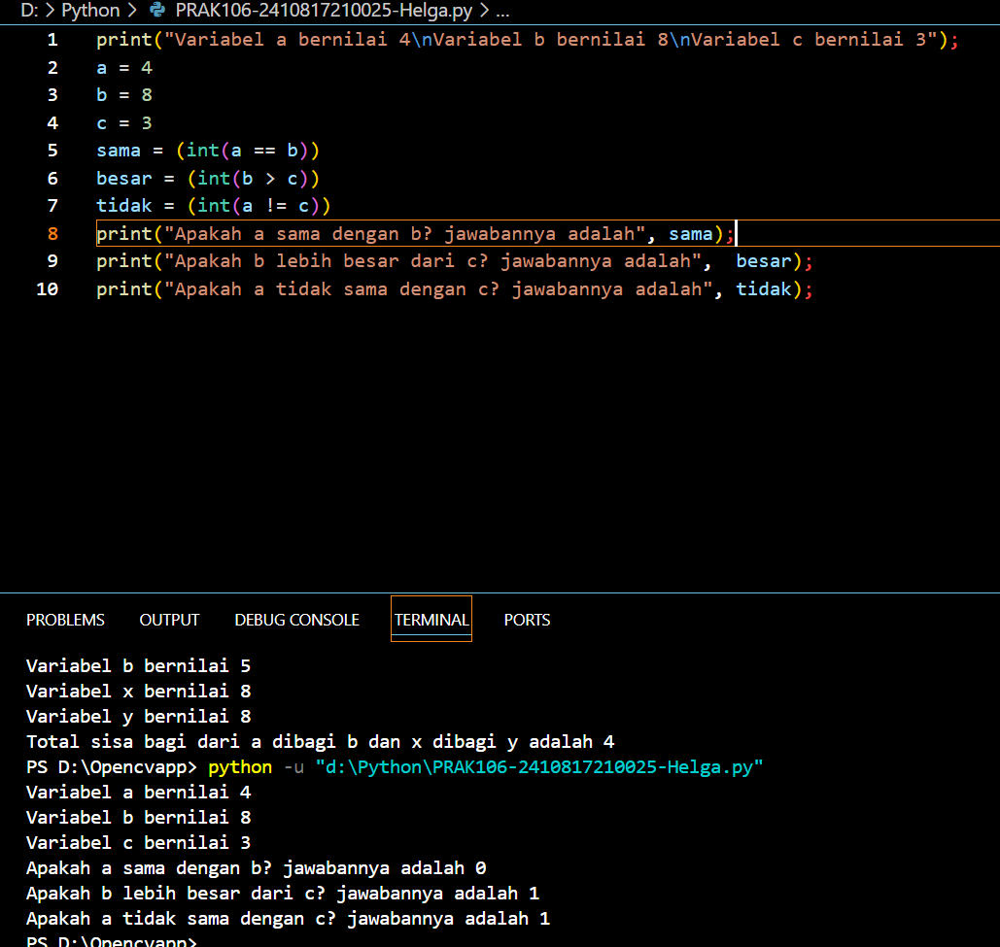 D: > Python > PRAK106-2410817210025-Helga.py > ...
1 print("Variabel a bernilai 4\nVariabel b bernilai 8\nVariabel c bernilai 3");
2 a = 4
3 b = 8
4 c = 3
5 sama = (int(a == b))
6 besar = (int(b > c))
7 tidak = (int(a != c))
8 print("Apakah a sama dengan b? jawabannya adalah", sama);
9 print("Apakah b lebih besar dari c? jawabannya adalah",  besar);
10 print("Apakah a tidak sama dengan c? jawabannya adalah", tidak);
PROBLEMS OUTPUT DEBUG CONSOLE TERMINAL PORTS
Variabel b bernilai 5
Variabel x bernilai 8
Variabel y bernilai 8
Total sisa bagi dari a dibagi b dan x dibagi y adalah 4
PS D:\Opencvapp> python -u "d:\Python\PRAK106-2410817210025-Helga.py"
Variabel a bernilai 4
Variabel b bernilai 8
Variabel c bernilai 3
Apakah a sama dengan b? jawabannya adalah 0
Apakah b lebih besar dari c? jawabannya adalah 1
Apakah a tidak sama dengan c? jawabannya adalah 1
PS D:\Opencvapp>